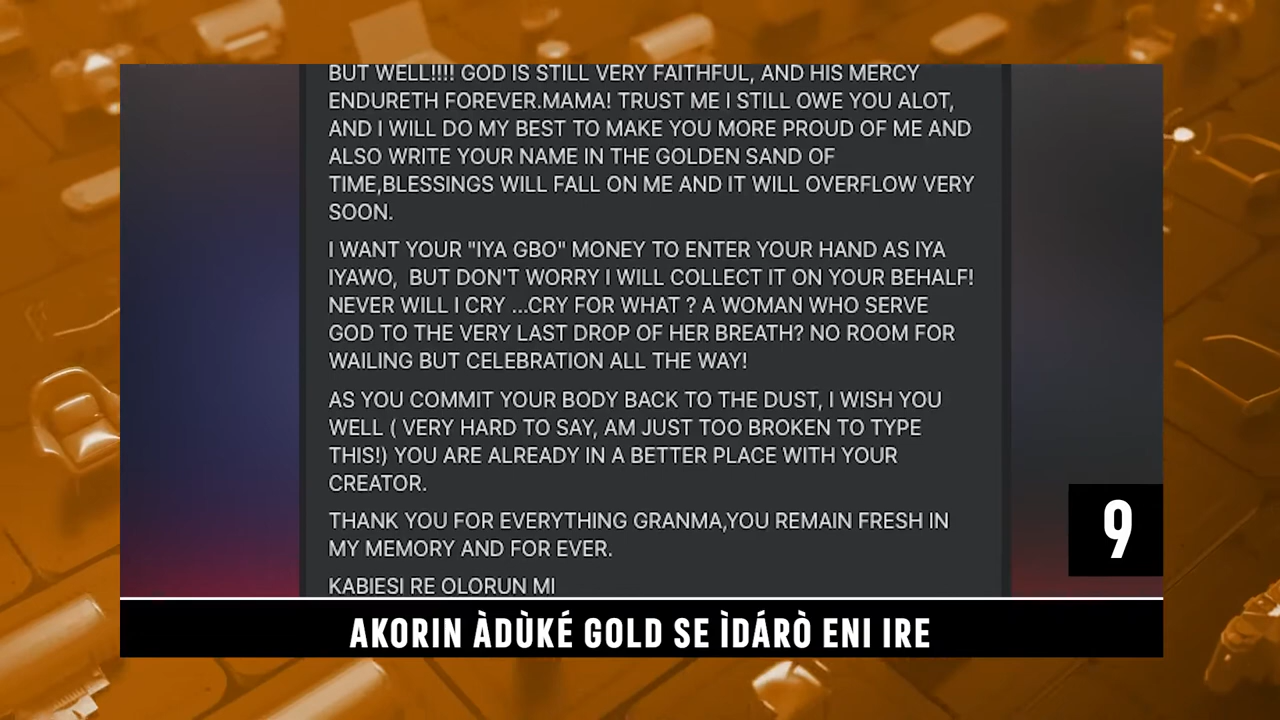 BUT WELL!!!! GOD IS STILL VERY FAITHFUL, AND HIS MERCY
ENDURETH FOREVER.MAMA! TRUST ME I STILL OWE YOU ALOT,
AND I WILL DO MY BEST TO MAKE YOU MORE PROUD OF ME AND
ALSO WRITE YOUR NAME IN THE GOLDEN SAND OF
TIME,BLESSINGS WILL FALL ON ME AND IT WILL OVERFLOW VERY
SOON.
I WANT YOUR "IYA GBO" MONEY TO ENTER YOUR HAND AS IYA
IYAWO,  BUT DON'T WORRY I WILL COLLECT IT ON YOUR BEHALF!
NEVER WILL I CRY ...CRY FOR WHAT ? A WOMAN WHO SERVE
GOD TO THE VERY LAST DROP OF HER BREATH? NO ROOM FOR
WAILING BUT CELEBRATION ALL THE WAY!
AS YOU COMMIT YOUR BODY BACK TO THE DUST, I WISH YOU
WELL ( VERY HARD TO SAY, AM JUST TOO BROKEN TO TYPE
THIS!) YOU ARE ALREADY IN A BETTER PLACE WITH YOUR
CREATOR.
THANK YOU FOR EVERYTHING GRANMA,YOU REMAIN FRESH IN
MY MEMORY AND FOR EVER.
KABIESI RE OLORUN MI
9
AKORIN ÀDÙKÉ GOLD SE ÌDÁRÒ ENI IRE